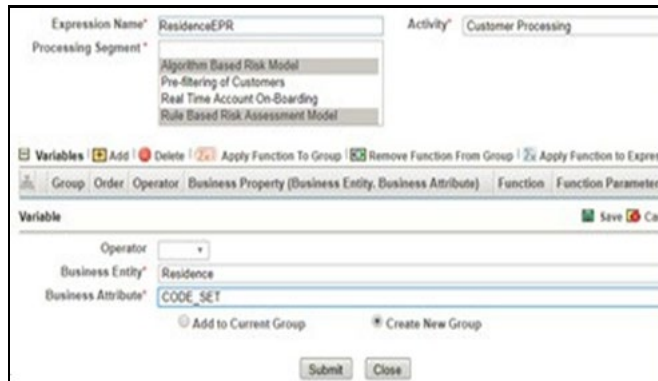 Expression Name* ResidenceEPR Activity* Customer Processing
Processing Segment*
Algorithm Based Risk Model
Pre-filtering of Customers
Real Time Account On-Boarding
Rule Based Risk Assessment Model
Variables Add Delete Apply Function To Group Remove Function From Group Apply Function to Expres
Group Order Operator Business Property (Business Entity, Business Attribute) Function Function Parameter
Variable Save Ca
Operator
Business Entity* Residence
Business Attribute* CODE_SET
Add to Current Group Create New Group
Submit Close